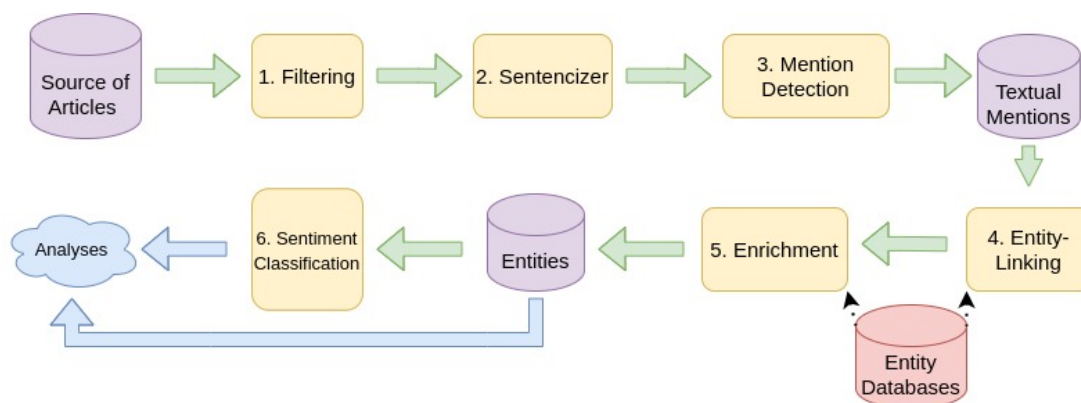 Source of
Articles
1. Filtering
2. Sentencizer
3. Mention
Detection
Textual
Mentions
Analyses
6. Sentiment
Classification
Entities
5. Enrichment
4. Entity-
Linking
Entity
Databases